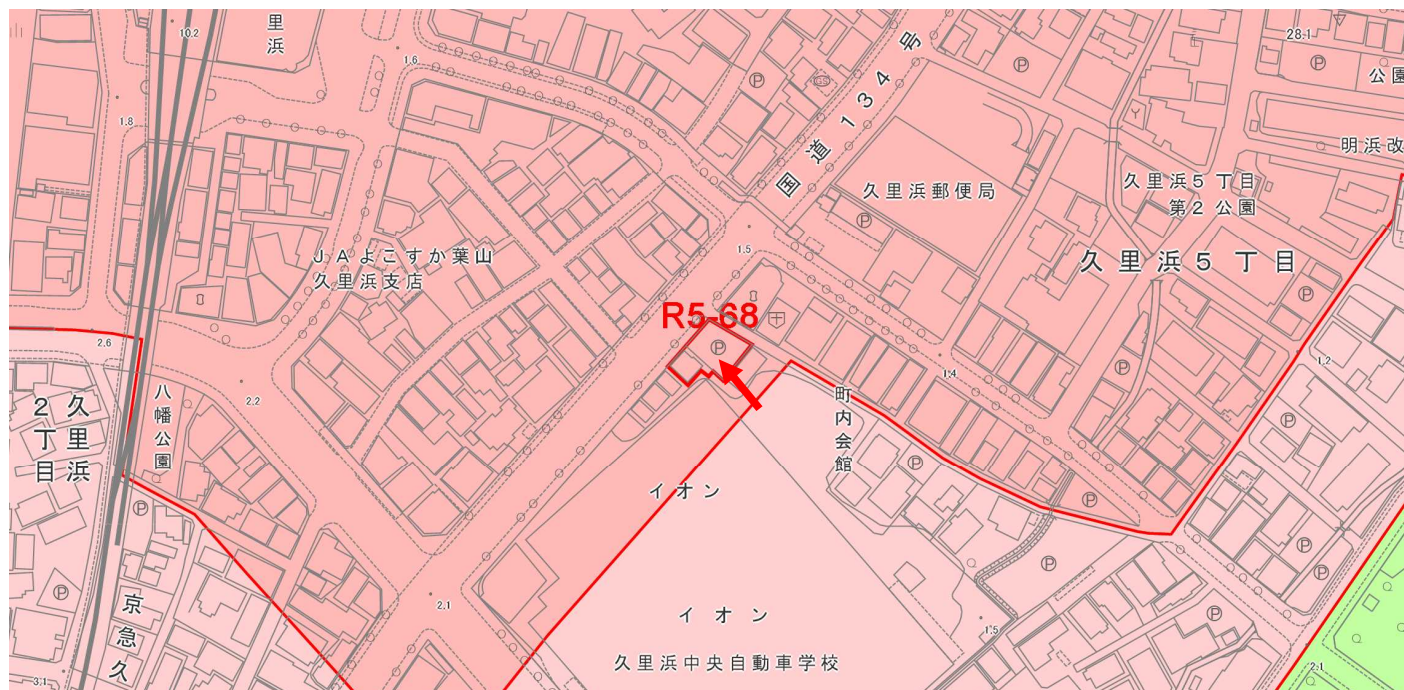 里浜
10.2
1.6
1.8
国道134号
GS
P
28.1
P
P
公園
明浜改
久里浜郵便局
P
久里浜5丁目
第2公園
久里浜5丁目
JAよこすか葉山
久里浜支店
1.5
R5-68
P
P
2.6
1.2
P
1.4
2.2
八幡公園
久里浜
2丁目
町内会館
P
P
イオン
P
P
P
P
P
P
京急久
2.1
イオン
1.5
P
久里浜中央自動車学校
2.1
3.1